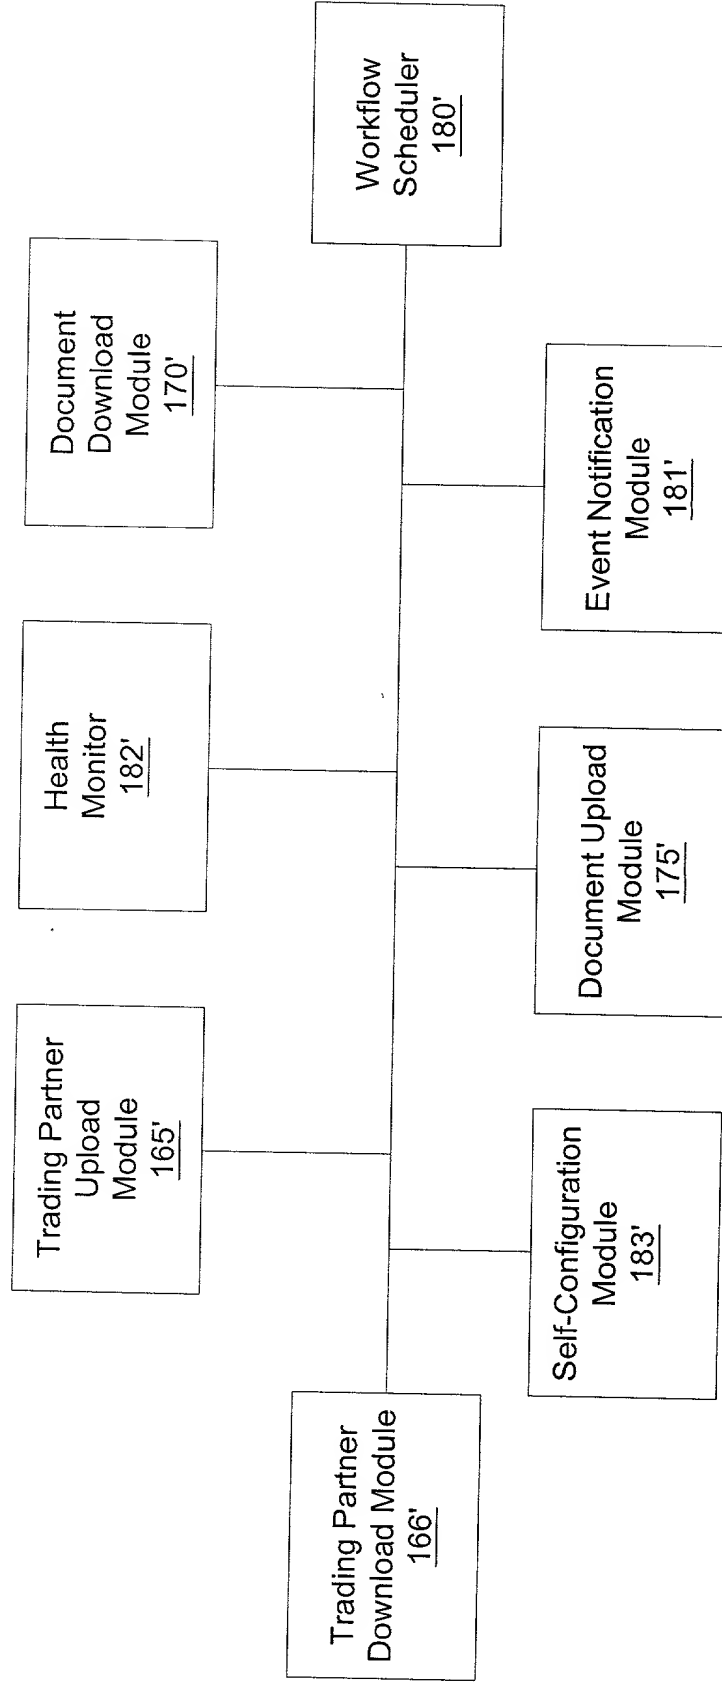 Trading Partner
Upload
Module
165'
Health
Monitor
182'
Document
Download
Module
170'
Trading Partner
Download Module
166'
Workflow
Scheduler
180'
Self-Configuration
Module
183'
Document Upload
Module
175'
Event Notification
Module
181'